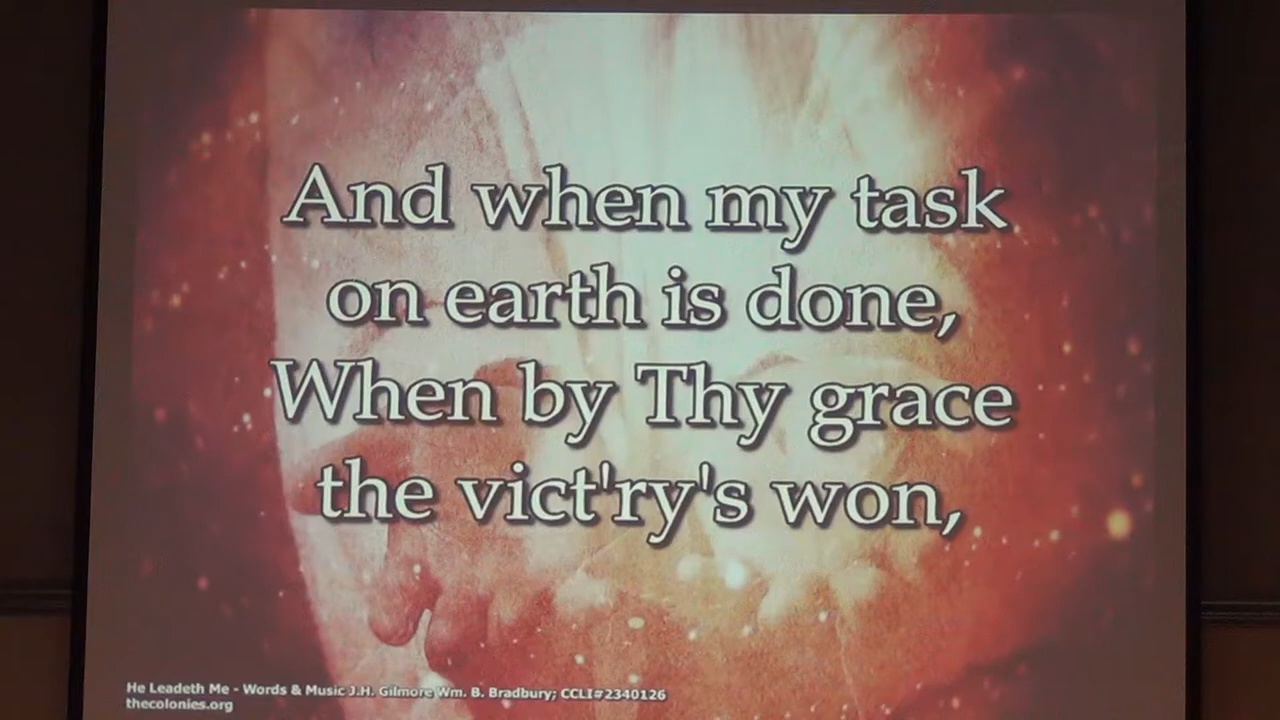 And when my task
on earth is done,
When by Thy grace
the vict'ry's won,
He Leadeth Me - Words & Music J.H. Gilmore Wm. B. Bradbury; CCLI#2340126
thecolonies.org